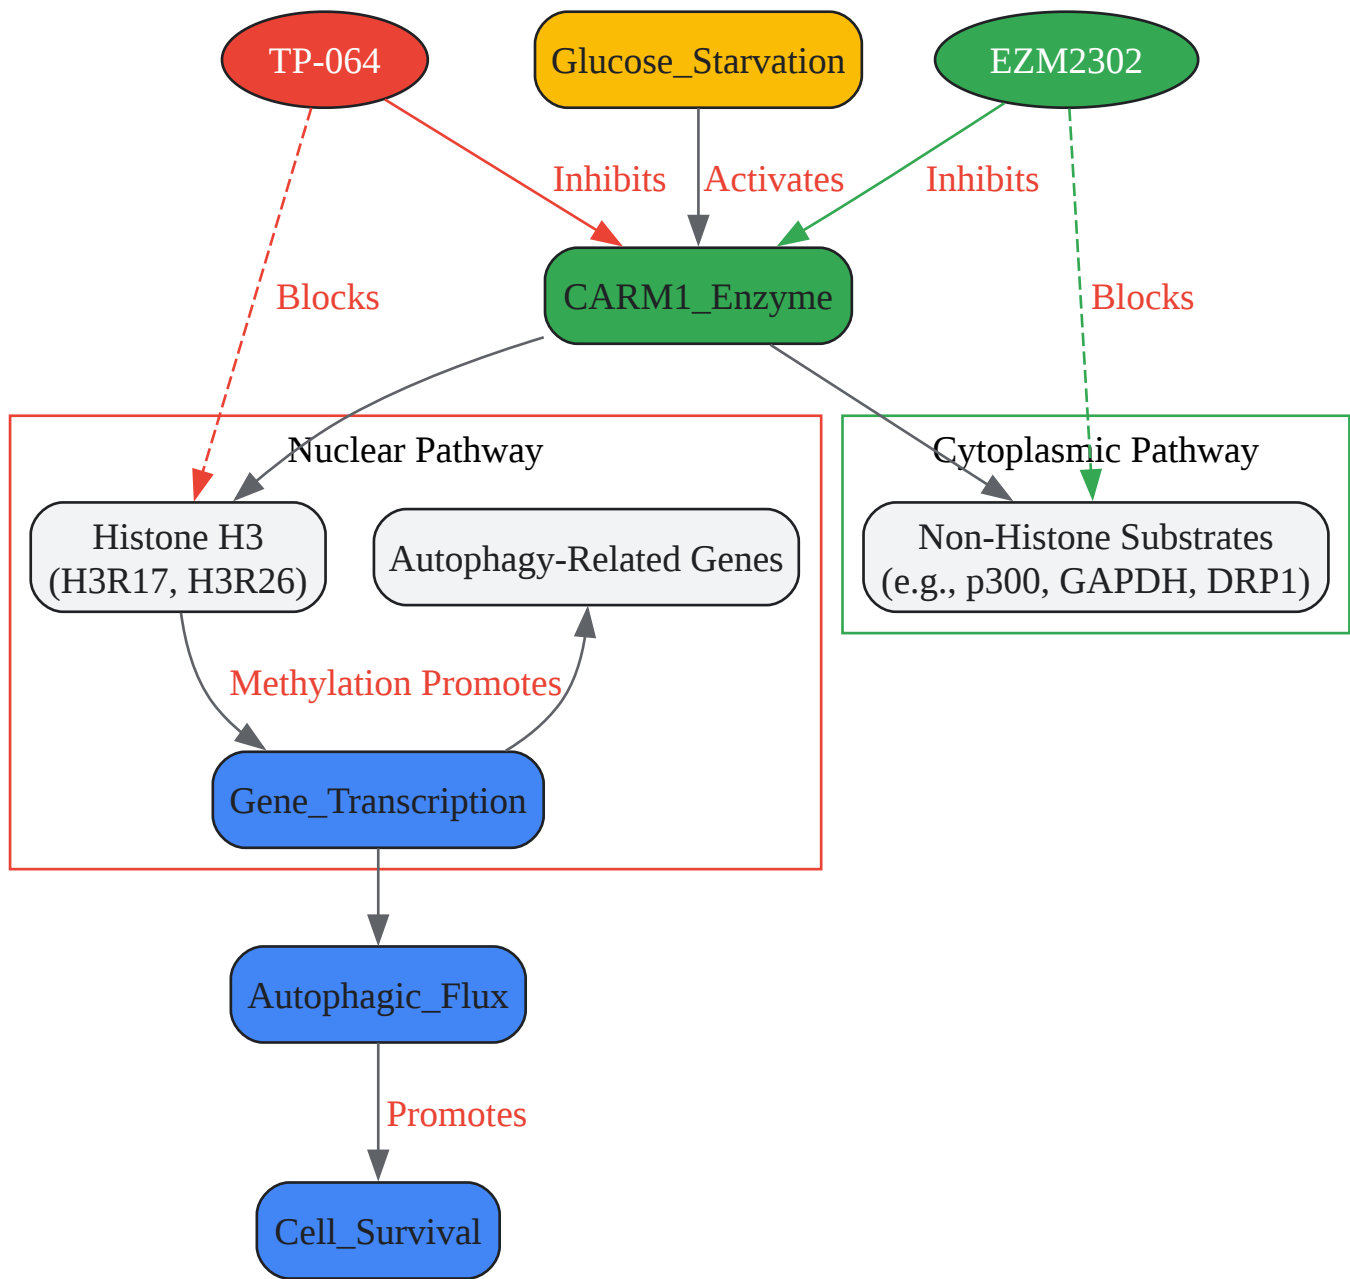 TP-064
Glucose_Starvation
EZM2302
Inhibits
Activates
Inhibits
Blocks
CARM1_Enzyme
Blocks
Nuclear Pathway
Cytoplasmic Pathway
Histone H3
(H3R17, H3R26)
Autophagy-Related Genes
Non-Histone Substrates
(e.g., p300, GAPDH, DRP1)
Methylation Promotes
Gene_Transcription
Autophagic_Flux
Promotes
Cell_Survival